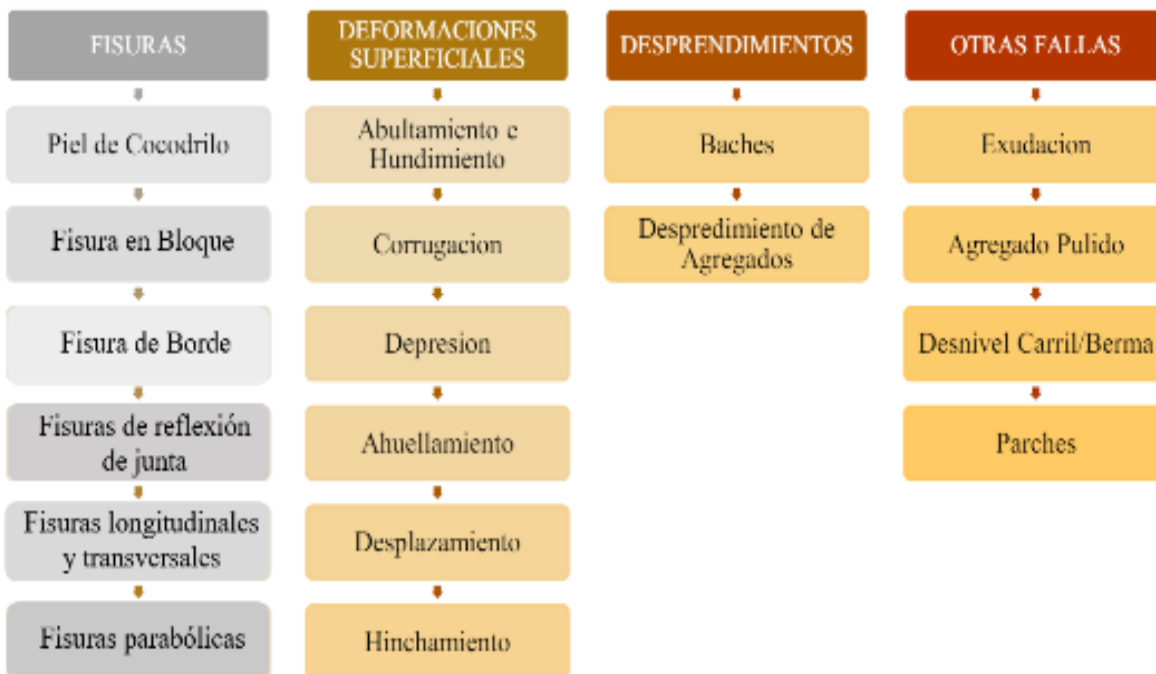 FISURAS
Piel de Cocodrilo
Fisura en Bloque
Fisura de Borde
Fisuras de reflexión
de junta
Fisuras longitudinales
y transversales
Fisuras parabólicas
DEFORMACIONES
SUPERFICIALES
Abultamiento e
Hundimiento
Corrugacion
Depresion
Ahuellamiento
Desplazamiento
Hinchamiento
DESPRENDIMIENTOS
Baches
Despredimiento de
Agregados
OTRAS FALLAS
Exudacion
Agregado Pulido
Desnivel Carril/Berma
Parches